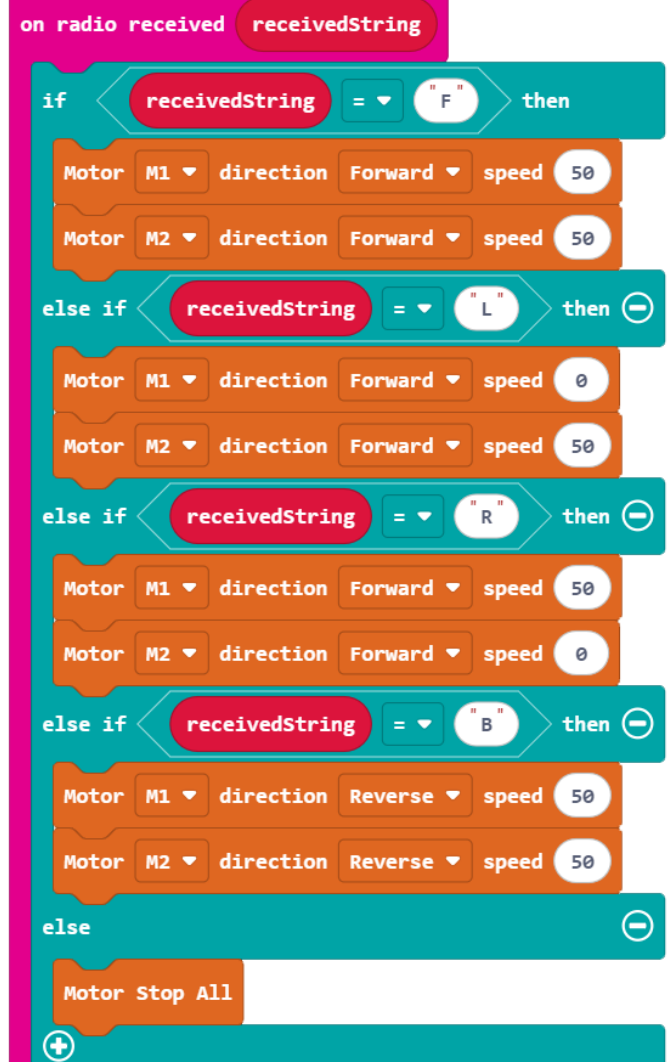 on radio received receivedString
if receivedString = "F" then
Motor M1 direction Forward speed 50
Motor M2 direction Forward speed 50
else if receivedString = "L" then
Motor M1 direction Forward speed 0
Motor M2 direction Forward speed 50
else if receivedString = "R" then
Motor M1 direction Forward speed 50
Motor M2 direction Forward speed 0
else if receivedString = "B" then
Motor M1 direction Reverse speed 50
Motor M2 direction Reverse speed 50
else
Motor Stop All